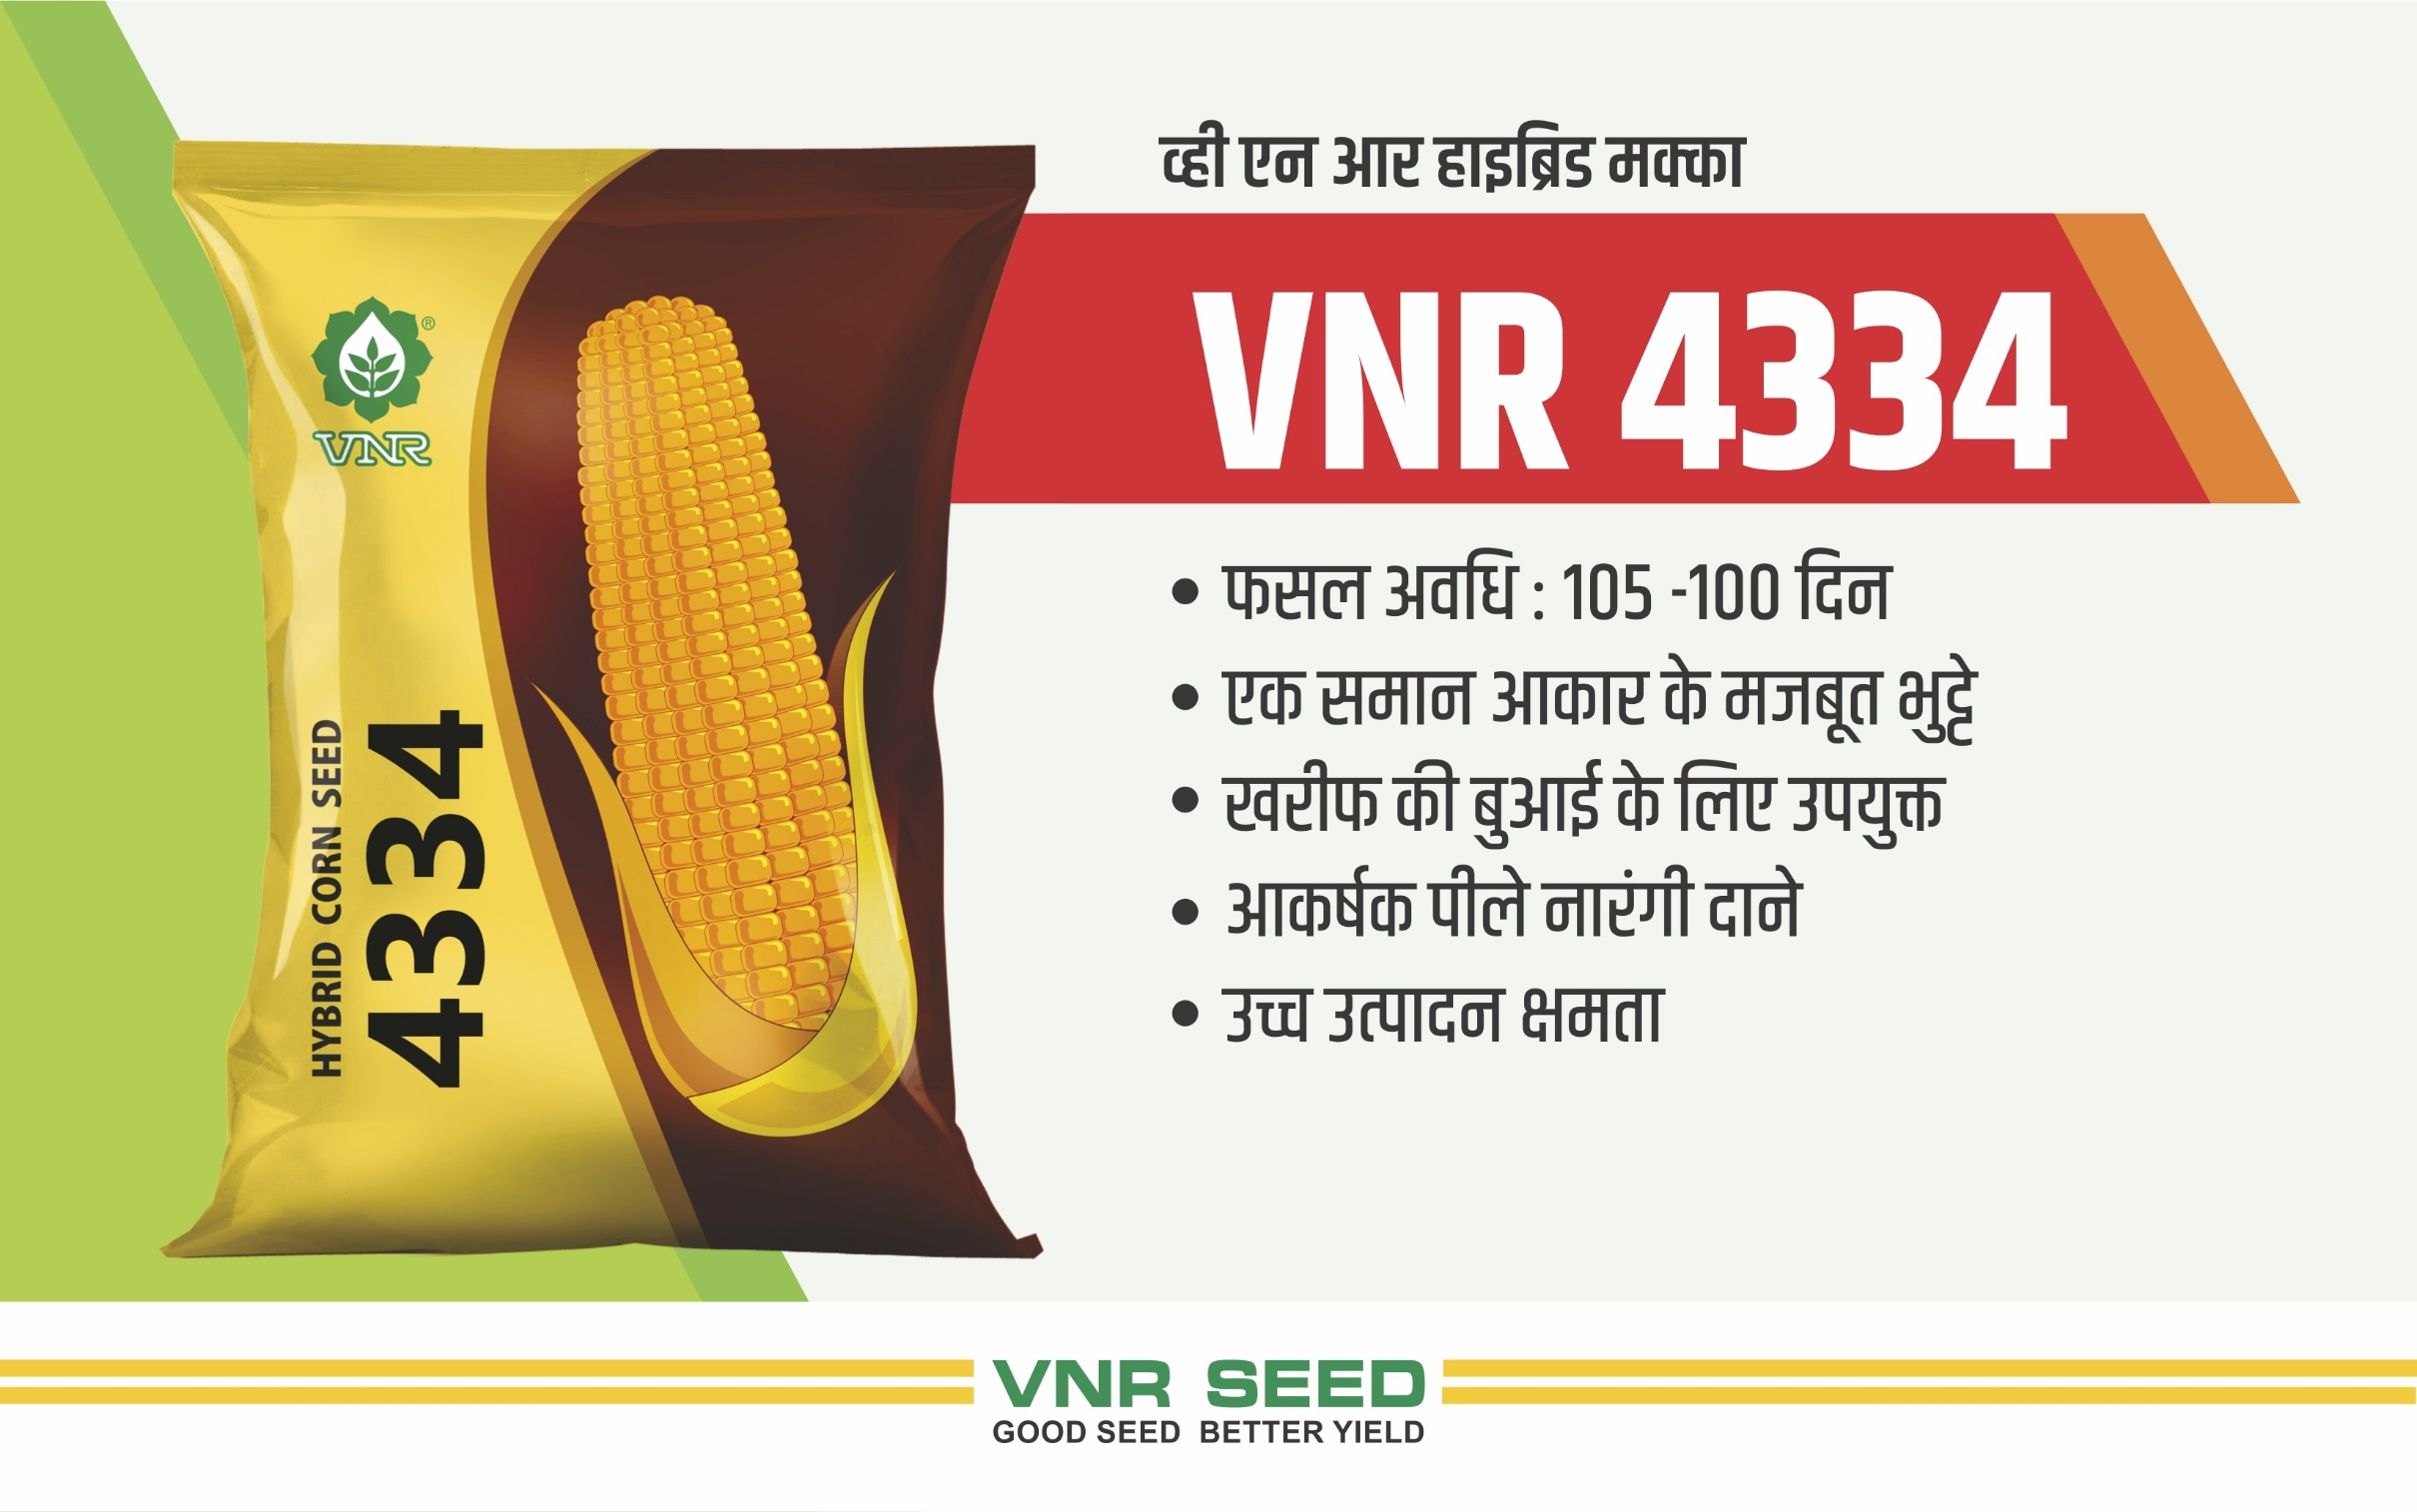 व्ही एन आर हाइब्रिड मक्का
VNR 4334
® 
VNR
HYBRID CORN SEED
4334
• फसल अवधि : 105 -100 दिन
• एक समान आकार के मजबूत भुट्टे
• खरीफ की बुआई के लिए उपयुक्त
• आकर्षक पीले नारंगी दाने
• उच्च उत्पादन क्षमता
VNR SEED
GOOD SEED BETTER YIELD